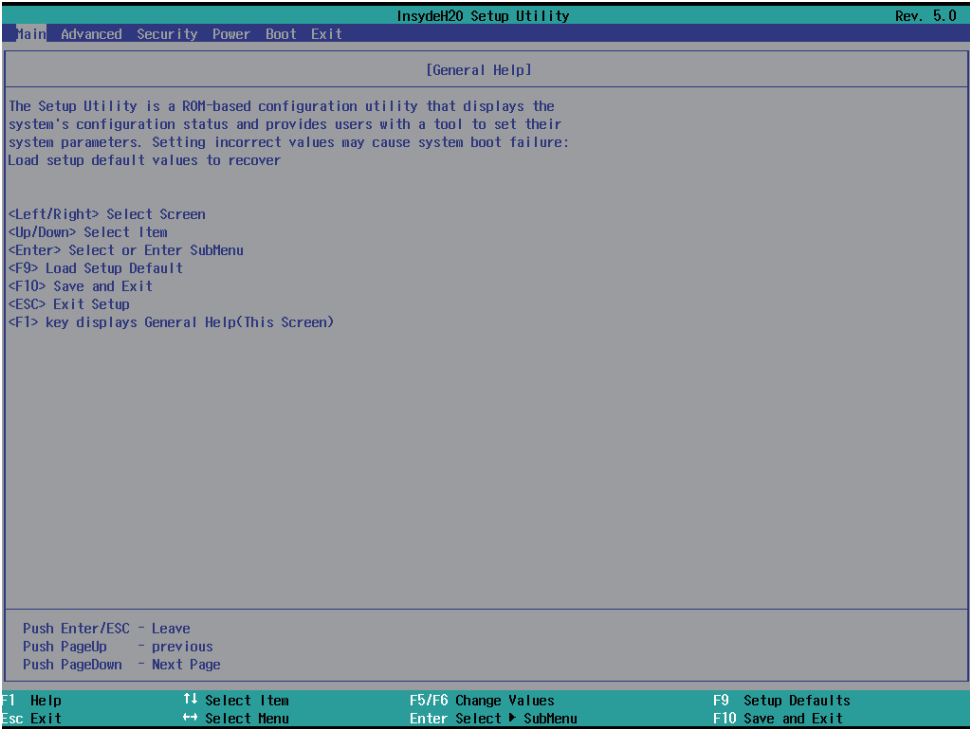 InsydeH20 Setup Utility Rev. 5.0
Main Advanced Security Power Boot Exit
[General Help]
The Setup Utility is a ROM-based configuration utility that displays the
system's configuration status and provides users with a tool to set their
system parameters. Setting incorrect values may cause system boot failure:
Load setup default values to recover
<Left/Right> Select Screen
<Up/Down> Select Item
<Enter> Select or Enter SubMenu
<F9> Load Setup Default
<F10> Save and Exit
<ESC> Exit Setup
<F1> key displays General Help(This Screen)
Push Enter/ESC - Leave
Push PageUp - previous
Push PageDown - Next Page
F1 Help ↑↓ Select Item F5/F6 Change Values F9 Setup Defaults
Esc Exit ↔ Select Menu Enter Select ▶ SubMenu F10 Save and Exit